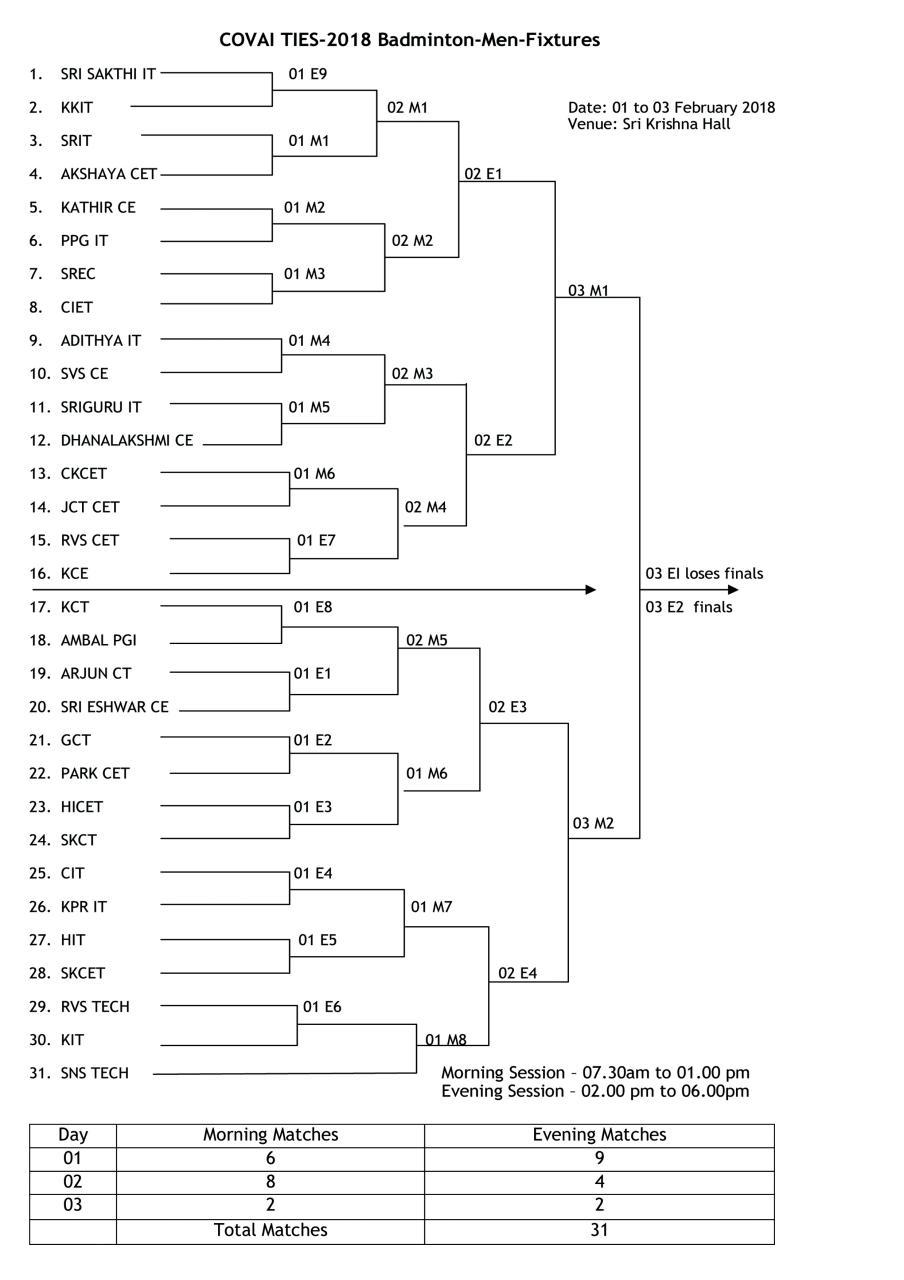 COVAI TIES-2018 Badminton-Men-Fixtures
1. SRI SAKTHI IT
01 E9
2. KKIT
02 M1
Date: 01 to 03 February 2018
Venue: Sri Krishna Hall
3. SRIT
01 M1
4. AKSHAYA CET
02 E1
5. KATHIR CE
01 M2
6. PPG IT
02 M2
7. SREC
01 M3
03 M1
8. CIET
9. ADITHYA IT
01 M4
10. SVS CE
02 M3
11. SRIGURU IT
01 M5
12. DHANALAKSHMI CE
02 E2
13. CKCET
01 M6
14. JCT CET
02 M4
15. RVS CET
01 E7
16. KCE
03 EI loses finals
17. KCT
01 E8
03 E2 finals
18. AMBAL PGI
02 M5
19. ARJUN CT
01 E1
20. SRI ESHWAR CE
02 E3
21. GCT
01 E2
22. PARK CET
01 M6
23. HICET
01 E3
03 M2
24. SKCT
25. CIT
01 E4
26. KPR IT
01 M7
27. HIT
01 E5
28. SKCET
02 E4
29. RVS TECH
01 E6
30. KIT
01 M8
31. SNS TECH
Morning Session – 07.30am to 01.00 pm
Evening Session – 02.00 pm to 06.00pm
Day Morning Matches Evening Matches
01 6 9
02 8 4
03 2 2
Total Matches 31